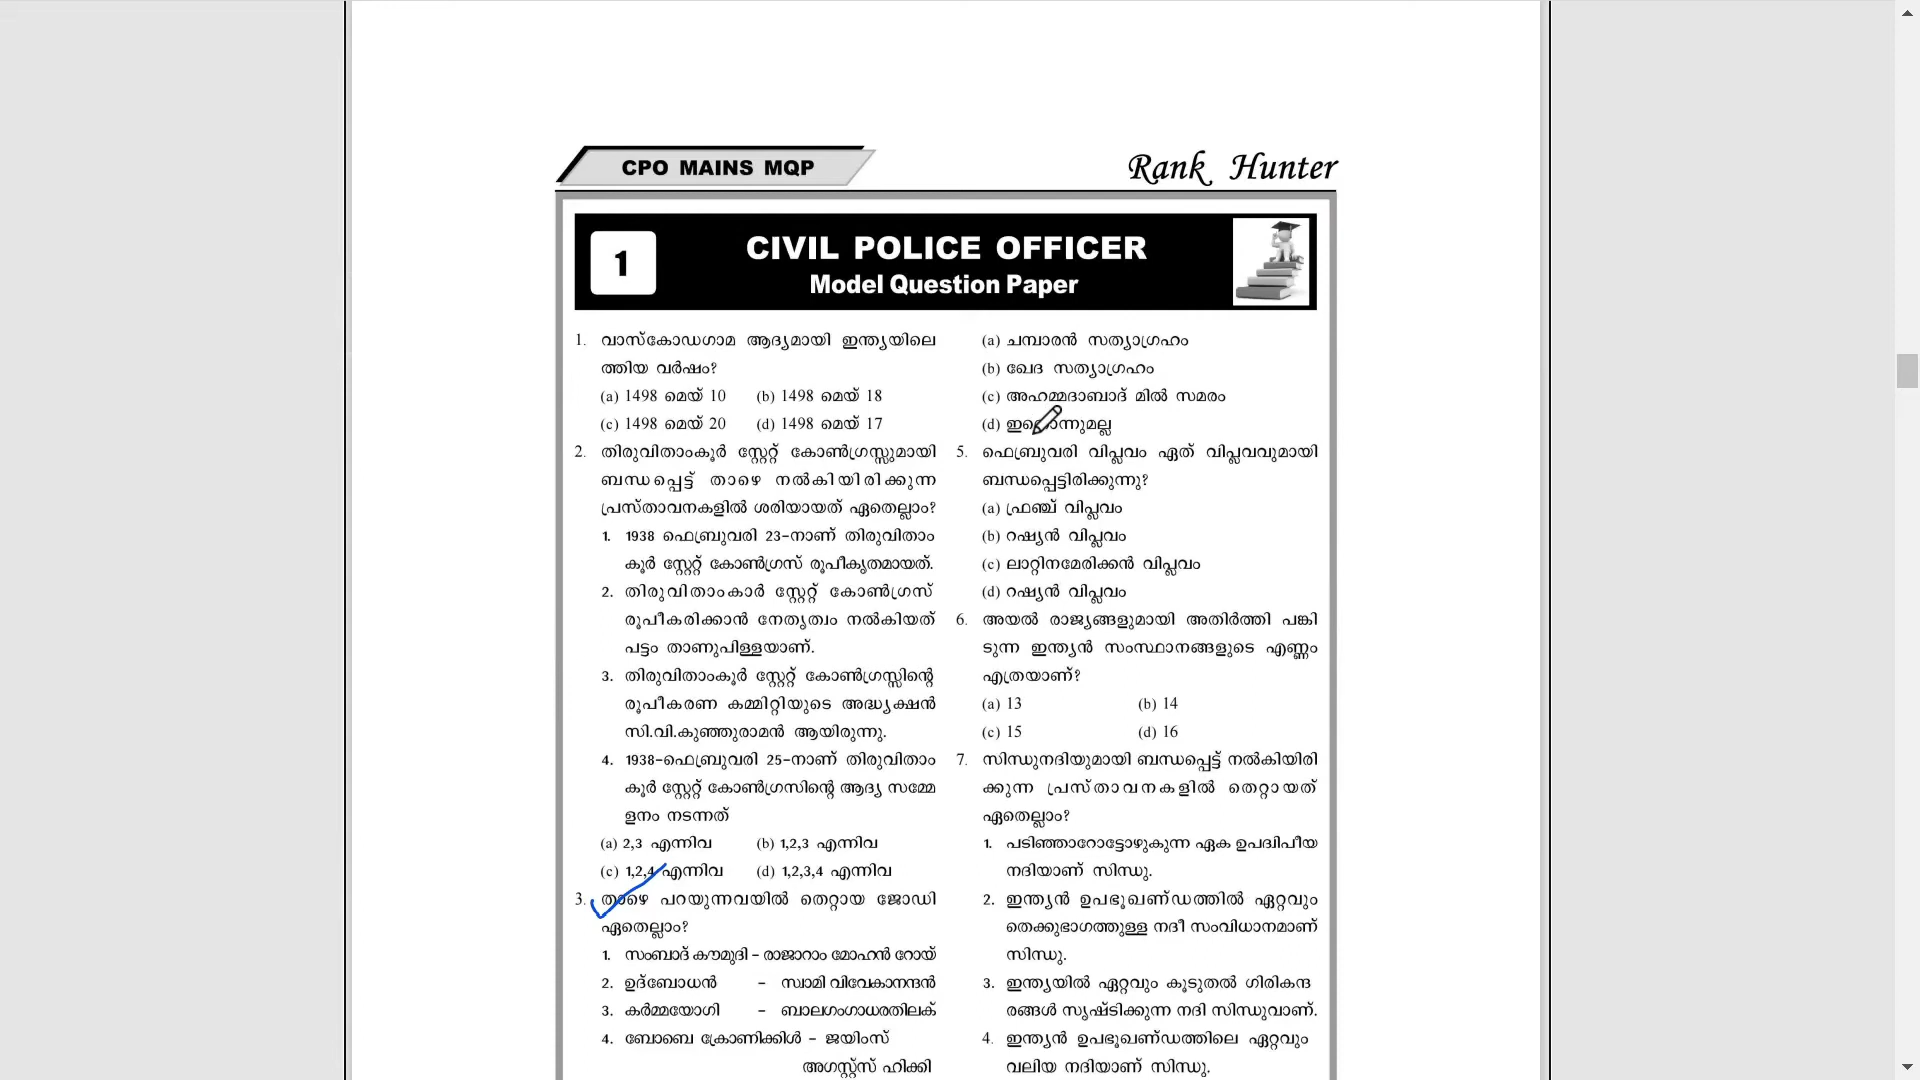 CPO MAINS MQP
Rank Hunter
1
CIVIL POLICE OFFICER
Model Question Paper
1. വാസ്കോഡഗാമ ആദ്യമായി ഇന്ത്യയിലെ
ത്തിയ വർഷം?
(a) 1498 മെയ് 10 (b) 1498 മെയ് 18
(c) 1498 മെയ് 20 (d) 1498 മെയ് 17
2. തിരുവിതാംകൂർ സ്റ്റേറ്റ് കോൺഗ്രസ്സുമായി
ബന്ധപ്പെട്ട് താഴെ നൽകിയിരിക്കുന്ന
പ്രസ്താവനകളിൽ ശരിയായത് ഏതെല്ലാം?
1. 1938 ഫെബ്രുവരി 23-നാണ് തിരുവിതാം
കൂർ സ്റ്റേറ്റ് കോൺഗ്രസ് രൂപീകൃതമായത്.
2. തിരുവിതാംകാർ സ്റ്റേറ്റ് കോൺഗ്രസ്
രൂപീകരിക്കാൻ നേതൃത്വം നൽകിയത്
പട്ടം താണുപിള്ളയാണ്.
3. തിരുവിതാംകൂർ സ്റ്റേറ്റ് കോൺഗ്രസ്സിന്റെ
രൂപീകരണ കമ്മിറ്റിയുടെ അദ്ധ്യക്ഷൻ
സി.വി.കുഞ്ഞുരാമൻ ആയിരുന്നു.
4. 1938-ഫെബ്രുവരി 25-നാണ് തിരുവിതാം
കൂർ സ്റ്റേറ്റ് കോൺഗ്രസിന്റെ ആദ്യ സമ്മേ
ളനം നടന്നത്
(a) 2,3 എന്നിവ (b) 1,2,3 എന്നിവ
(c) 1,2,4 എന്നിവ (d) 1,2,3,4 എന്നിവ
3. താഴെ പറയുന്നവയിൽ തെറ്റായ ജോഡി
ഏതെല്ലാം?
1. സംബാദ് കൗമുദി - രാജാറാം മോഹൻ റോയ്
2. ഉദ്ബോധൻ - സ്വാമി വിവേകാനന്ദൻ
3. കർമ്മയോഗി - ബാലഗംഗാധരതിലക്
4. ബോബെ ക്രോണിക്കിൾ - ജയിംസ്
അഗസ്റ്റ്സ് ഹിക്കി
(a) ചമ്പാരൻ സത്യാഗ്രഹം
(b) ഖേദ സത്യാഗ്രഹം
(c) അഹമ്മദാബാദ് മിൽ സമരം
(d) ഇതൊന്നുമല്ല
5. ഫെബ്രുവരി വിപ്ലവം ഏത് വിപ്ലവവുമായി
ബന്ധപ്പെട്ടിരിക്കുന്നു?
(a) ഫ്രഞ്ച് വിപ്ലവം
(b) റഷ്യൻ വിപ്ലവം
(c) ലാറ്റിനമേരിക്കൻ വിപ്ലവം
(d) റഷ്യൻ വിപ്ലവം
6. അയൽ രാജ്യങ്ങളുമായി അതിർത്തി പങ്കി
ടുന്ന ഇന്ത്യൻ സംസ്ഥാനങ്ങളുടെ എണ്ണം
എത്രയാണ്?
(a) 13 (b) 14
(c) 15 (d) 16
7. സിന്ധുനദിയുമായി ബന്ധപ്പെട്ട് നൽകിയിരി
ക്കുന്ന പ്രസ്താവനകളിൽ തെറ്റായത്
ഏതെല്ലാം?
1. പടിഞ്ഞാറോട്ടൊഴുകുന്ന ഏക ഉപദ്വിപീയ
നദിയാണ് സിന്ധു.
2. ഇന്ത്യൻ ഉപഭൂഖണ്ഡത്തിൽ ഏറ്റവും
തെക്കുഭാഗത്തുള്ള നദീ സംവിധാനമാണ്
സിന്ധു.
3. ഇന്ത്യയിൽ ഏറ്റവും കൂടുതൽ ഗിരികന്ദ
രങ്ങൾ സൃഷ്ടിക്കുന്ന നദി സിന്ധുവാണ്.
4. ഇന്ത്യൻ ഉപഭൂഖണ്ഡത്തിലെ ഏറ്റവും
വലിയ നദിയാണ് സിന്ധു.